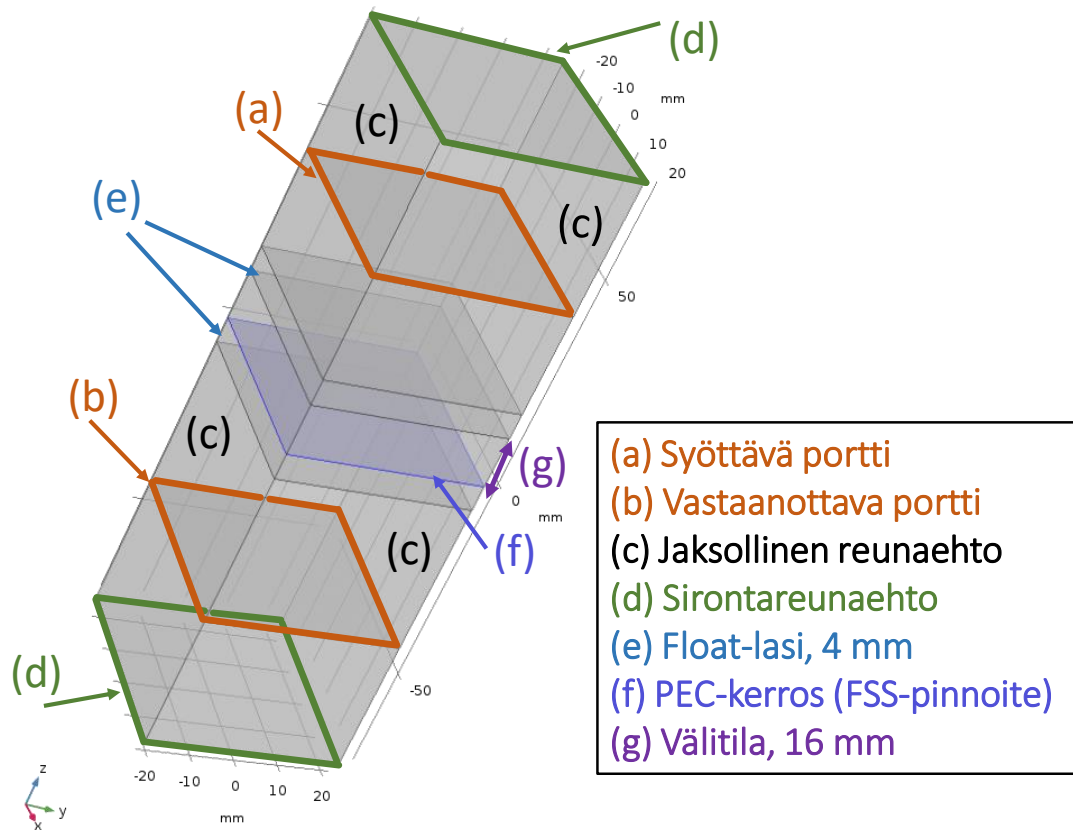 (d)
-20
-10
mm
0
10
20
(a)
(c)
(e)
(c)
50
(b)
(c)
(g)
0
mm
(f)
(c)
(d)
-50
-20
-10
0
10
20
mm
z
y
x
(a) Syöttävä portti
(b) Vastaanottava portti
(c) Jaksollinen reunaehto
(d) Sirontareunaehto
(e) Float-lasi, 4 mm
(f) PEC-kerros (FSS-pinnoite)
(g) Välitila, 16 mm